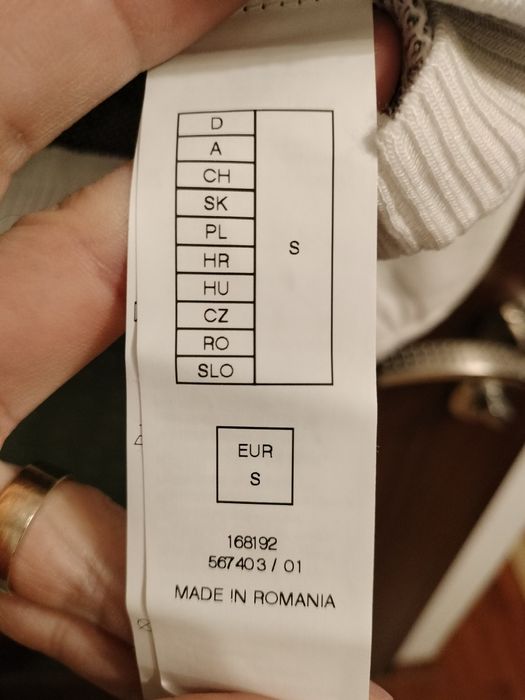 D
A
CH
SK
PL
HR
HU
CZ
RO
SLO
S
EUR
S
168192
567403 / 01
MADE IN ROMANIA